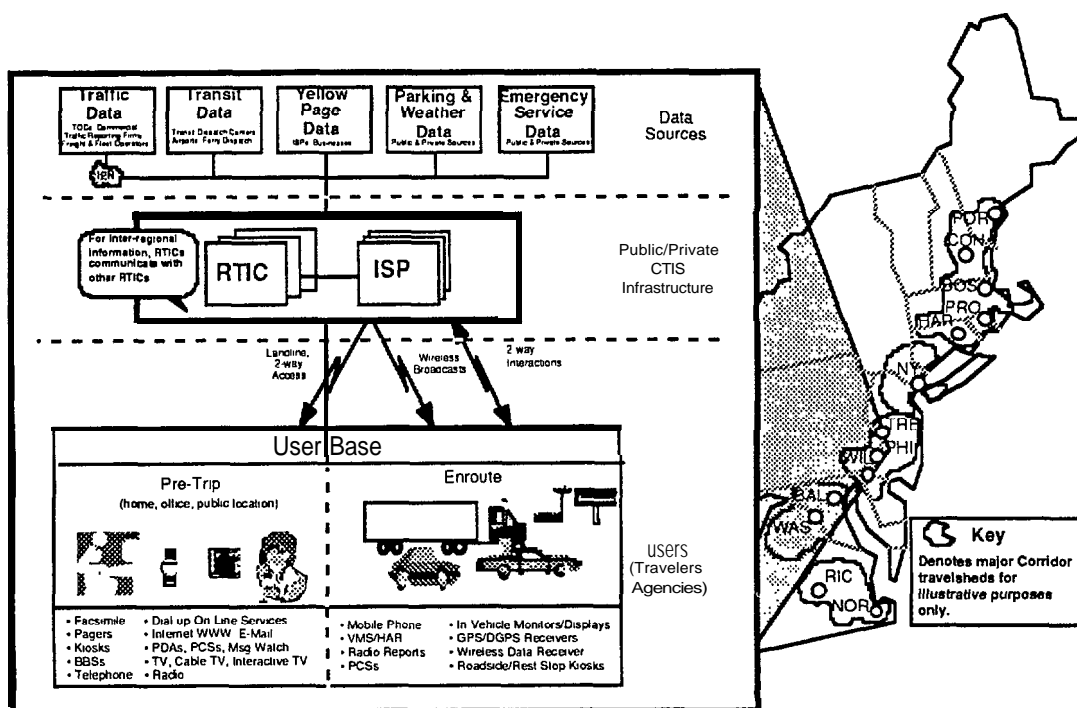 Traffic
Data
TOCs Commercial
Traffic Reporting Firms
Freight & Fleet Operators
Transit
Data
Transit Dispatch Centers
Airports Ferry Dispatch
Yellow
Page
Data
ISPs Businesses
Parking &
Weather
Data
Public & Private Sources
Emergency
Service
Data
Public & Private Sources
Data
Sources
IEN
For Inter-regional
Information, RTICs
communicate with
other RTICs
RTIC
ISP
Public/Private
CTIS
Infrastructure
Landline,
2-way
Access
Wireless
Broadcasts
2 way
Interactions
User Base
Pre-Trip
(home, office, public location)
Enroute
users
(Travelers
Agencies)
• Facsimile
• Pagers
• Kiosks
• BBSs
• Telephone
• Dial up On Line Services
• Internet WWW E-Mail
• PDAs, PCSs, Msg Watch
• TV, Cable TV, Interactive TV
• Radio
• Mobile Phone
• VMS/HAR
• Radio Reports
• PCSs
• In Vehicle Monitors/Displays
• GPS/DGPS Receivers
• Wireless Data Receiver
• Roadside/Rest Stop Kiosks
POR
CON
BOS
PRO
HAR
NY
TRE
PHI
WIL
BAL
WAS
RIC
NOR
Key
Denotes major Corridor
travelsheds for
illustrative purposes
only.